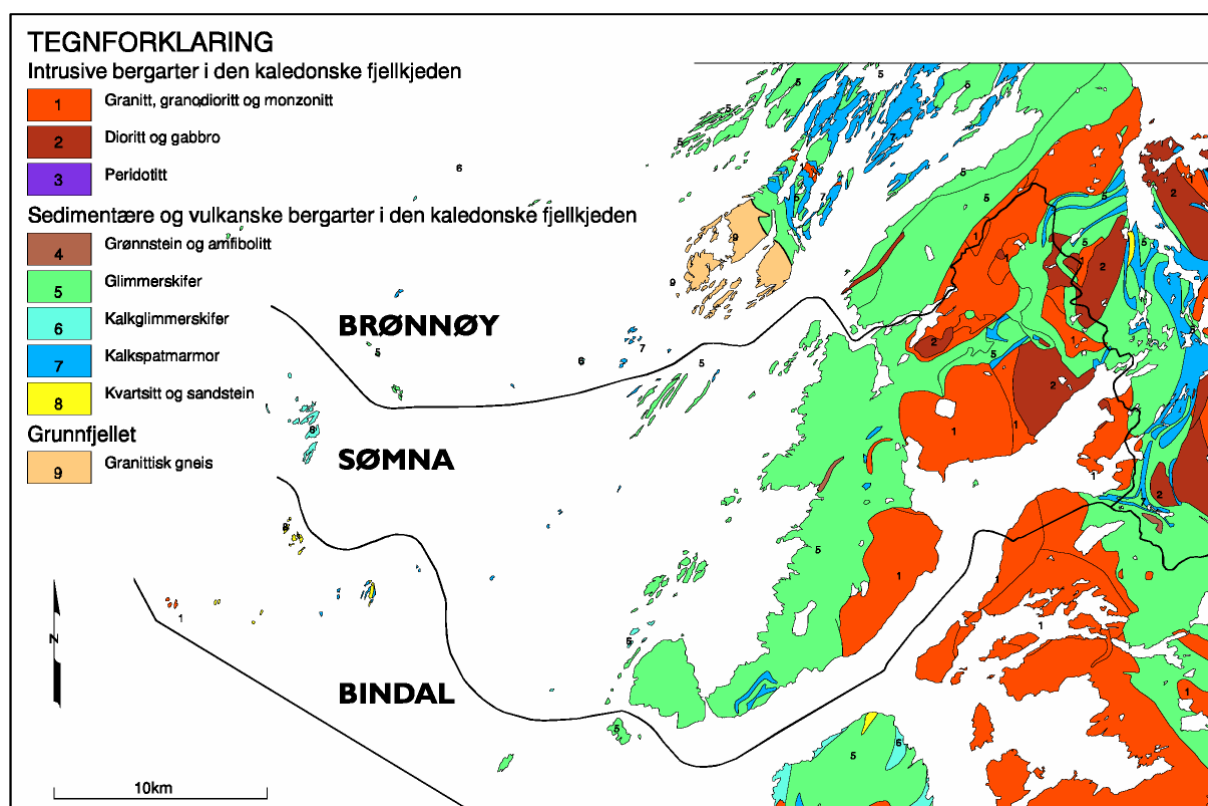 TEGNFORKLARING
Intrusive bergarter i den kaledonske fjellkjeden
1 Granitt, granodioritt og monzonitt
2 Dioritt og gabbro
3 Peridotitt
Sedimentære og vulkanske bergarter i den kaledonske fjellkjeden
4 Grønnstein og amfibolitt
5 Glimmerskifer
6 Kalkglimmerskifer
7 Kalkspatmarmor
8 Kvartsitt og sandstein
Grunnfjellet
9 Granittisk gneis
BRØNNØY
SØMNA
BINDAL
N
10km